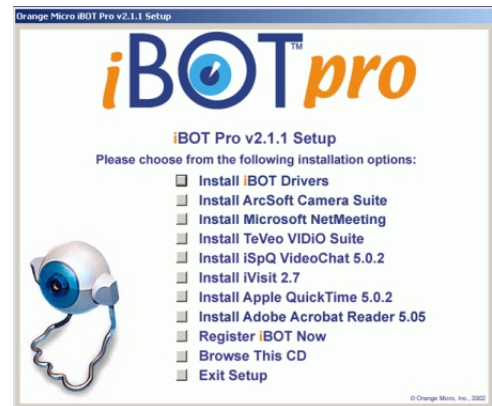 Orange Micro iBOT Pro v2.1.1 Setup
iBOT™ pro
iBOT Pro v2.1.1 Setup
Please choose from the following installation options:
Install iBOT Drivers
Install ArcSoft Camera Suite
Install Microsoft NetMeeting
Install TeVeo VIDiO Suite
Install iSpQ VideoChat 5.0.2
Install iVisit 2.7
Install Apple QuickTime 5.0.2
Install Adobe Acrobat Reader 5.05
Register iBOT Now
Browse This CD
Exit Setup
© Orange Micro, Inc., 2002